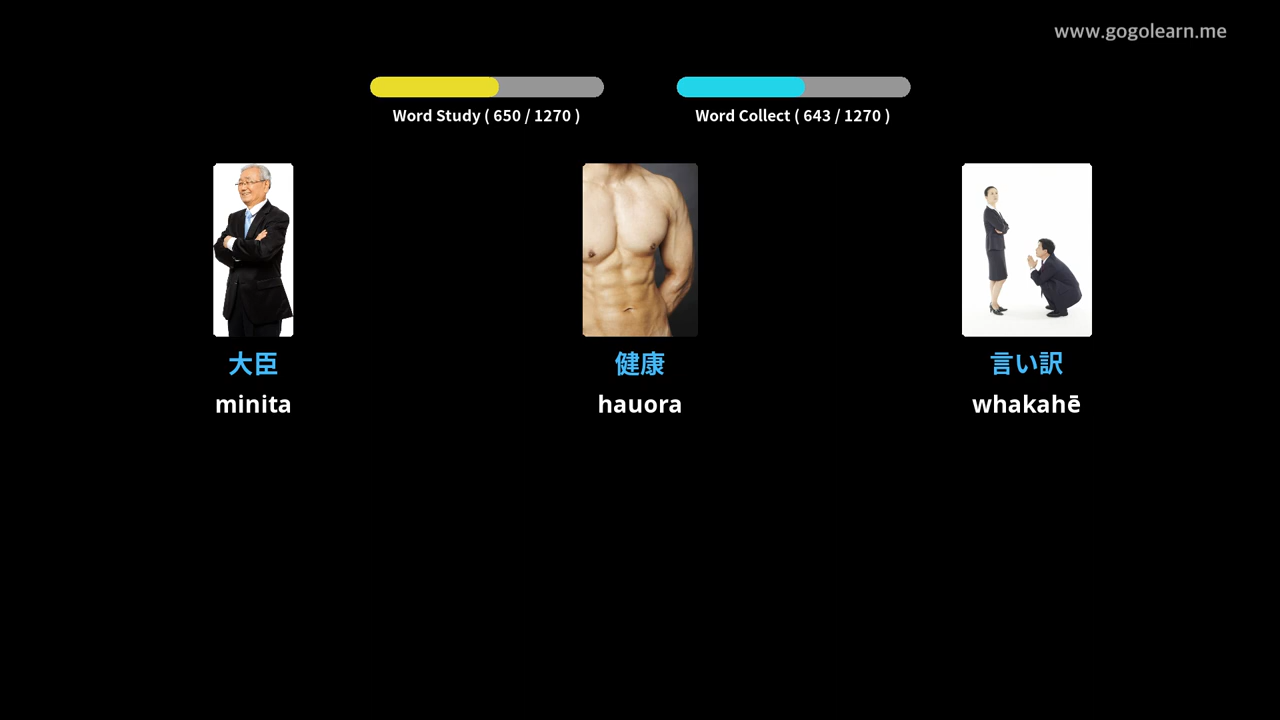 www.gogolearn.me
Word Study ( 650 / 1270 )
Word Collect ( 643 / 1270 )
大臣
minita
健康
hauora
言い訳
whakahē